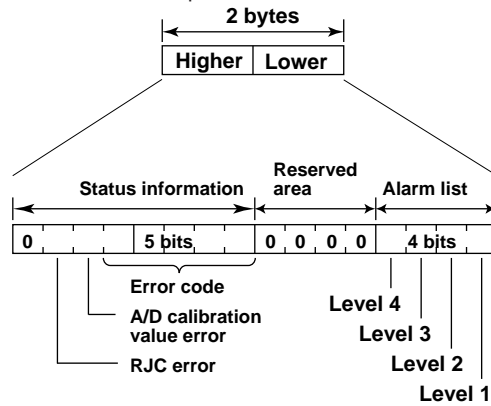 2 bytes
Higher Lower
Reserved
area
Status information
Alarm list
0 5 bits 0 0 0 0 4 bits
Error code
A/D calibration
value error
RJC error
Level 4
Level 3
Level 2
Level 1